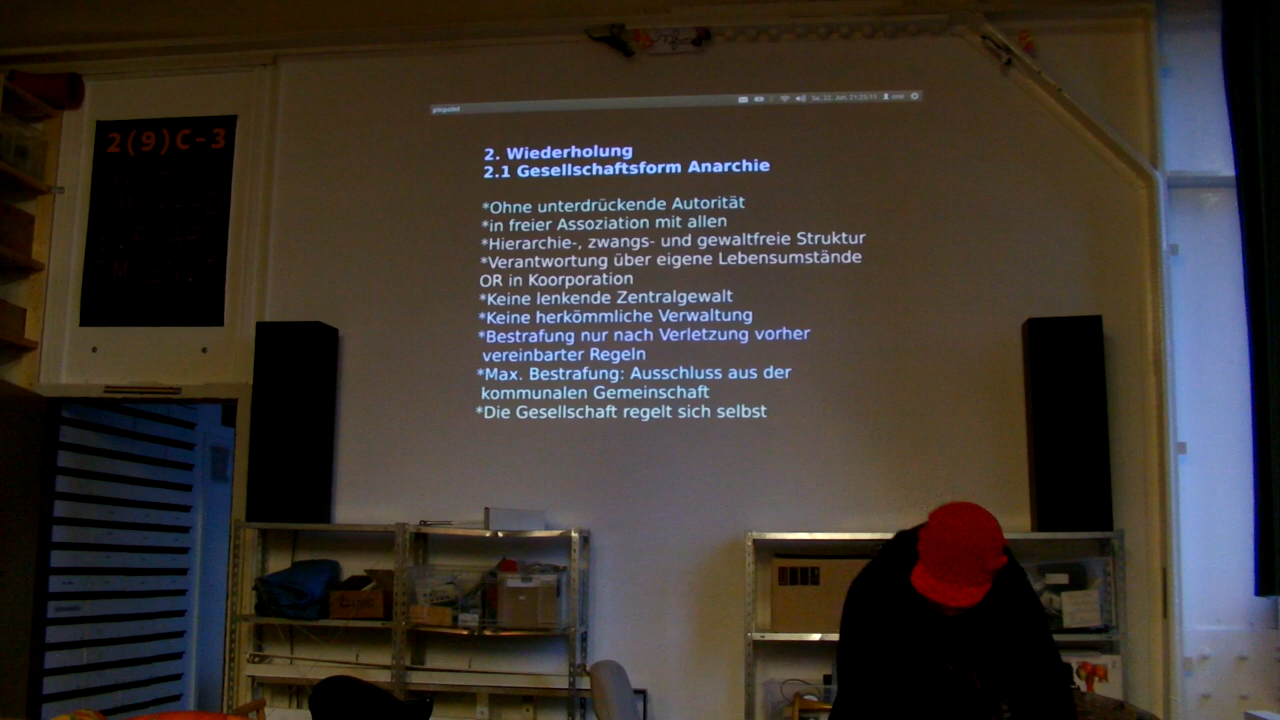 2(9)C-3
pinpoint
2. Wiederholung
2.1 Gesellschaftsform Anarchie
*Ohne unterdrückende Autorität
*in freier Assoziation mit allen
*Hierarchie-, zwangs- und gewaltfreie Struktur
*Verantwortung über eigene Lebensumstände
OR in Koorporation
*Keine lenkende Zentralgewalt
*Keine herkömmliche Verwaltung
*Bestrafung nur nach Verletzung vorher
vereinbarter Regeln
*Max. Bestrafung: Ausschluss aus der
kommunalen Gemeinschaft
*Die Gesellschaft regelt sich selbst